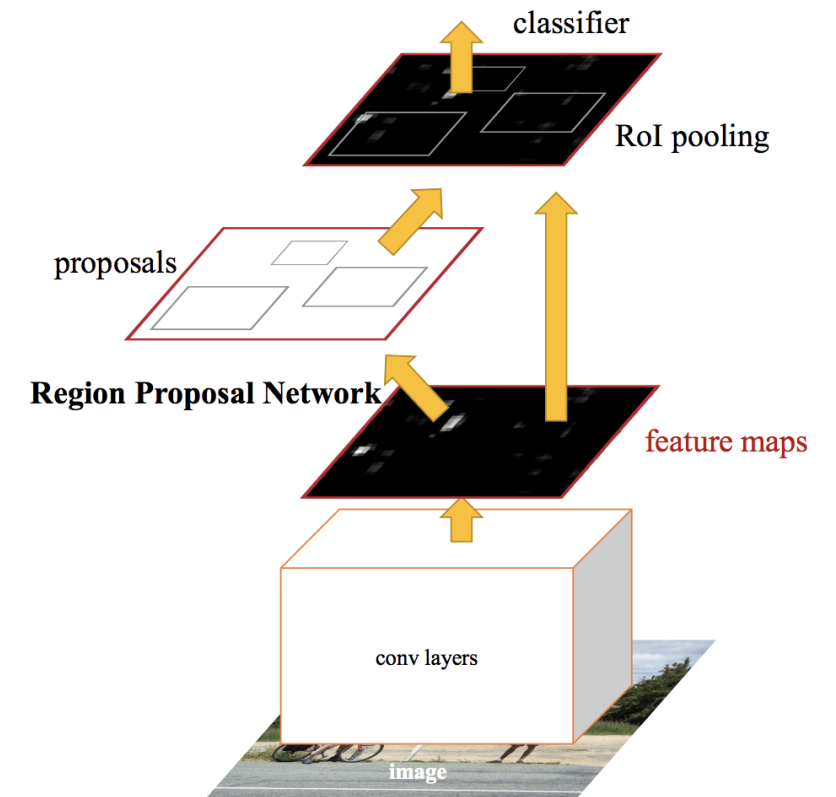 classifier
RoI pooling
proposals
Region Proposal Network
feature maps
conv layers
image